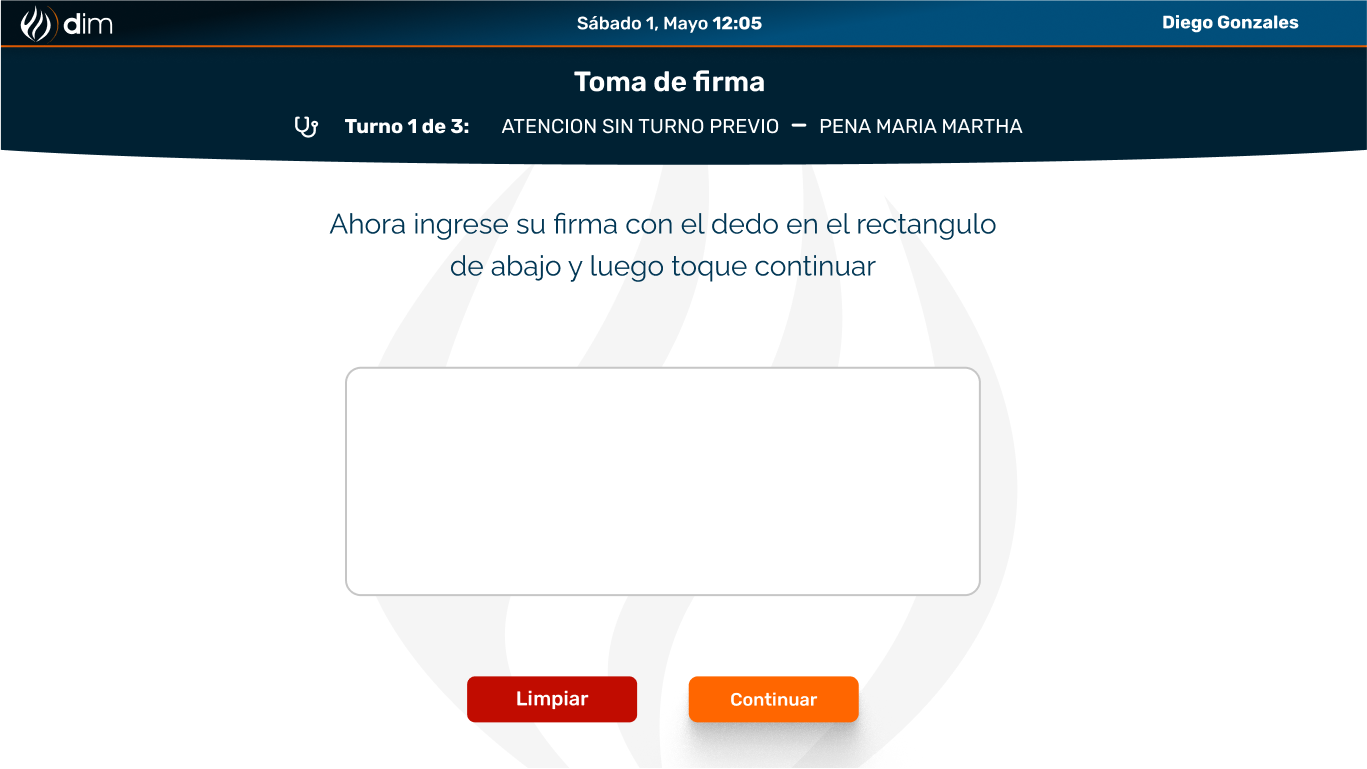 dim
Sábado 1, Mayo 12:05
Diego Gonzales
Toma de firma
Turno 1 de 3: ATENCION SIN TURNO PREVIO — PENA MARIA MARTHA
Ahora ingrese su firma con el dedo en el rectangulo
de abajo y luego toque continuar
Limpiar
Continuar